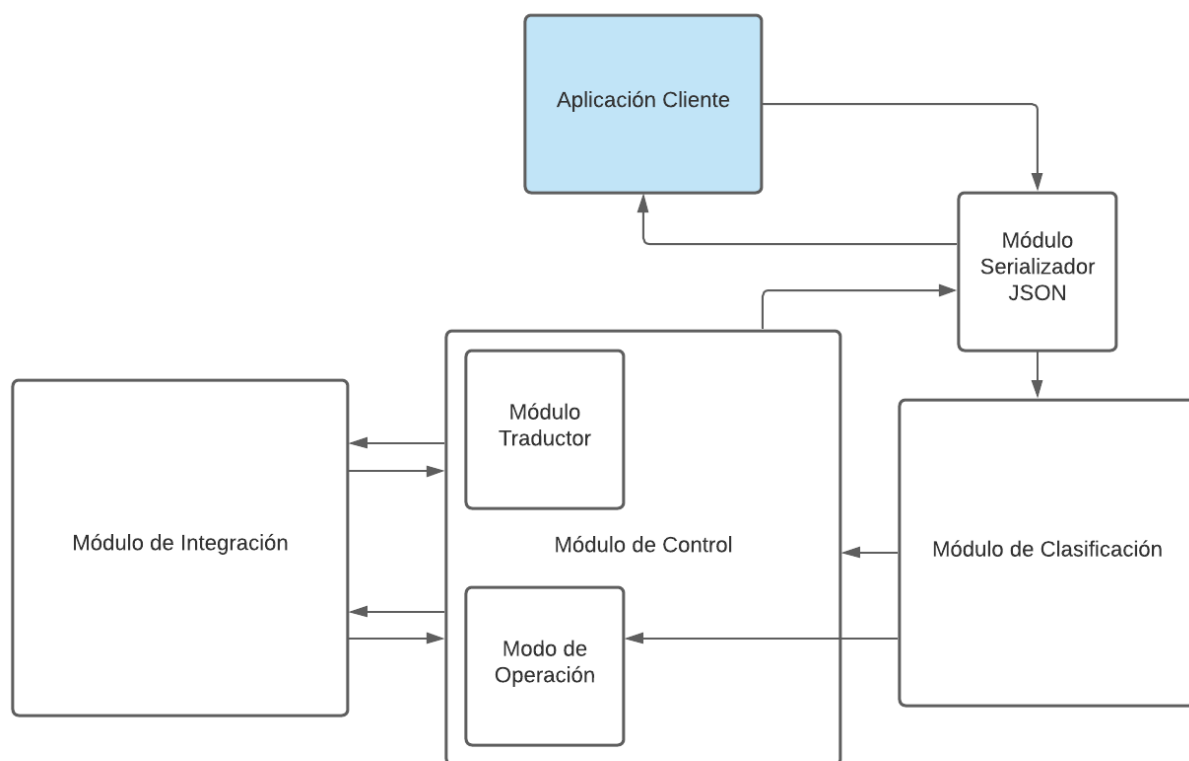 Aplicación Cliente
Módulo
Serializador
JSON
Módulo
Traductor
Módulo de Integración
Módulo de Control
Módulo de Clasificación
Modo de
Operación